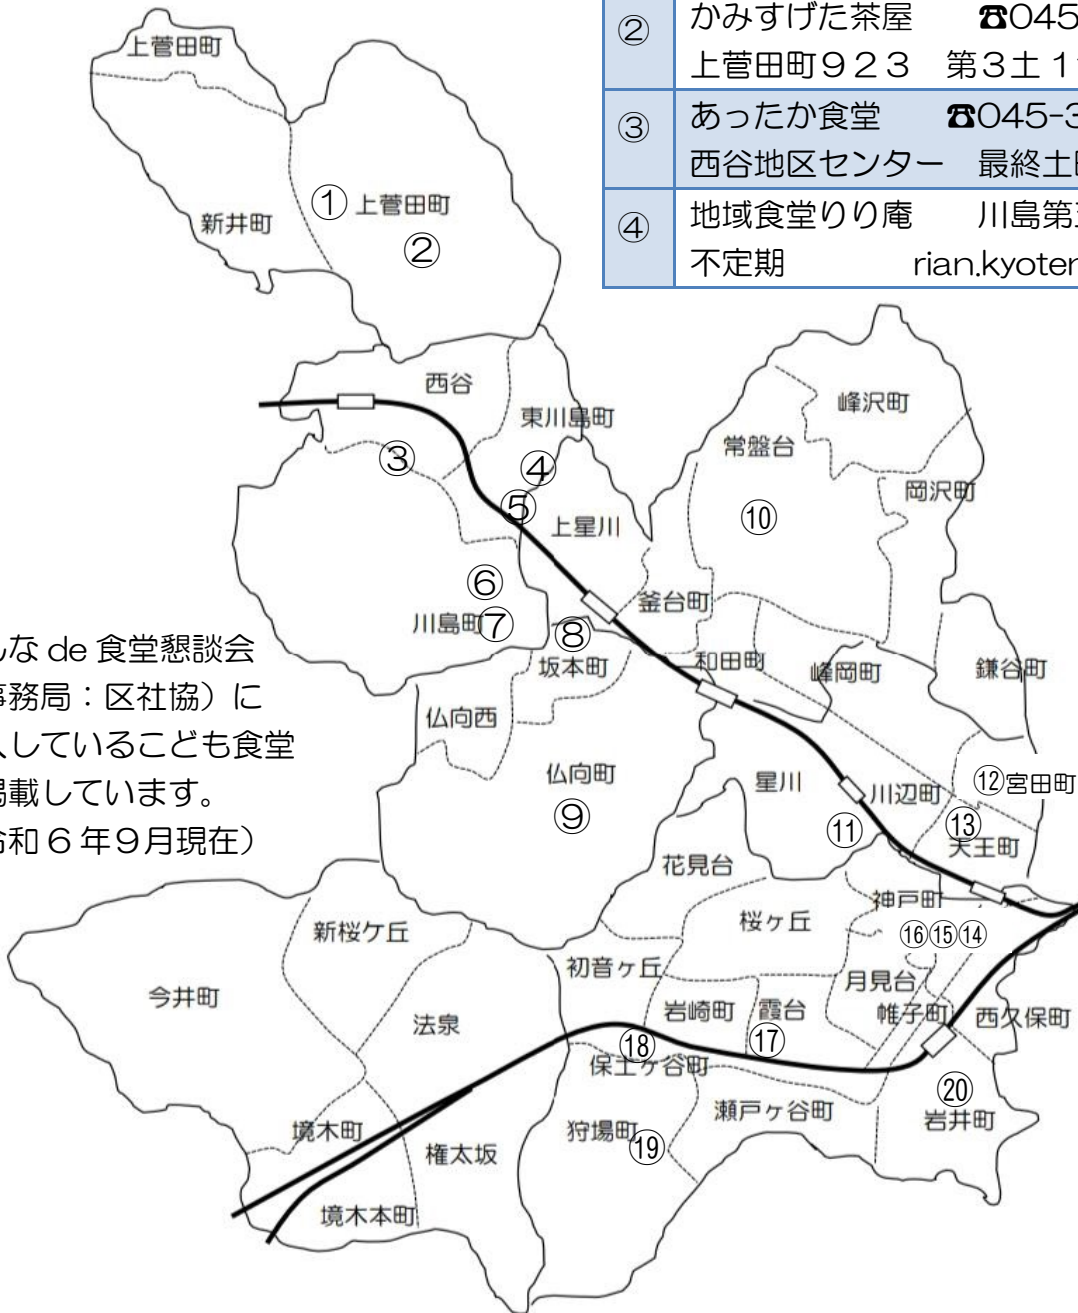 ② かみすげた茶屋 ☎045
上菅田町923 第3土1
③ あったか食堂 ☎045-3
西谷地区センター 最終土
④ 地域食堂りり庵 川島第
不定期 rian.kyoten
上菅田町
新井町
① 上菅田町
②
西谷
東川島町
③
④
⑤
上星川
峰沢町
常盤台
岡沢町
⑩
⑥
川島町⑦
⑧
坂本町
釜台町
和田町
峰岡町
鎌谷町
な de 食堂懇談会
事務局:区社協)に
しているこども食堂
掲載しています。
和6年9月現在)
仏向西
仏向町
⑨
星川
川辺町
⑪
⑫宮田町
⑬
天王町
花見台
神戸町
桜ヶ丘
⑯⑮⑭
新桜ケ丘
初音ヶ丘
月見台
今井町
法泉
岩崎町
霞台
帷子町
西久保町
⑱
⑰
保土ヶ谷町
⑳
岩井町
瀬戸ヶ谷町
狩場町⑲
境木町
権太坂
境木本町